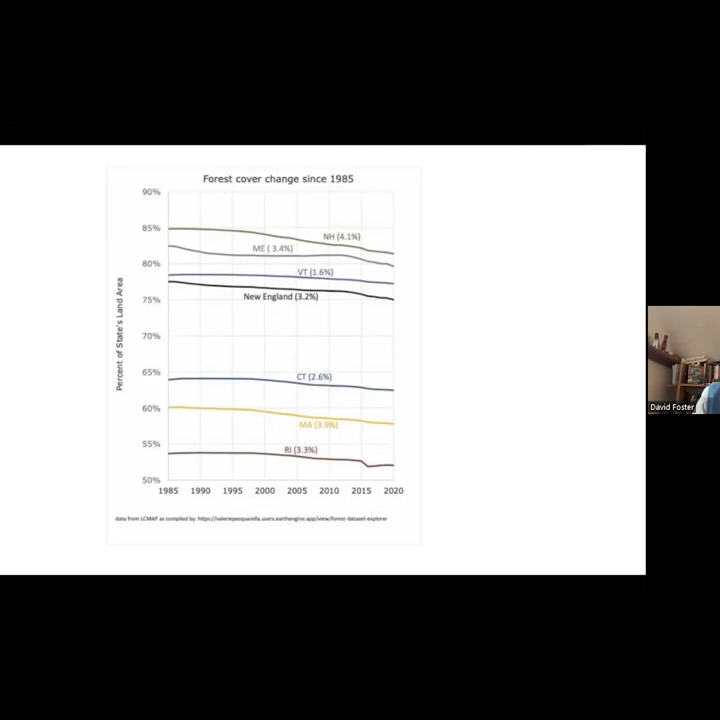 Forest cover change since 1985
90%
85%
80%
75%
70%
65%
60%
55%
50%
Percent of State's Land Area
NH (4.1%)
ME ( 3.4%)
VT (1.6%)
New England (3.2%)
CT (2.6%)
MA (3.9%)
RI (3.3%)
1985 1990 1995 2000 2005 2010 2015 2020
data from LCMAP as compiled by: https://valeriepasquarella.users.earthengine.app/view/forest-dataset-explorer
David Foster